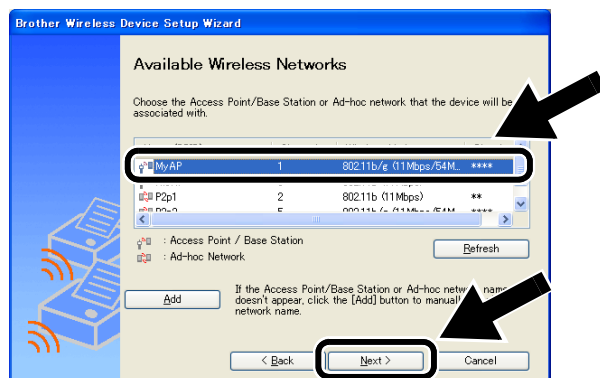 Brother Wireless Device Setup Wizard
Available Wireless Networks
Choose the Access Point/Base Station or Ad-hoc network that the device will be
associated with.
MyAP 1 802.11b/g (11Mbps/54M... ****
P2p1 2 802.11b (11Mbps) **
: Access Point / Base Station
: Ad-hoc Network
Refresh
Add
If the Access Point/Base Station or Ad-hoc network name
doesn't appear, click the [Add] button to manually
network name.
< Back
Next >
Cancel